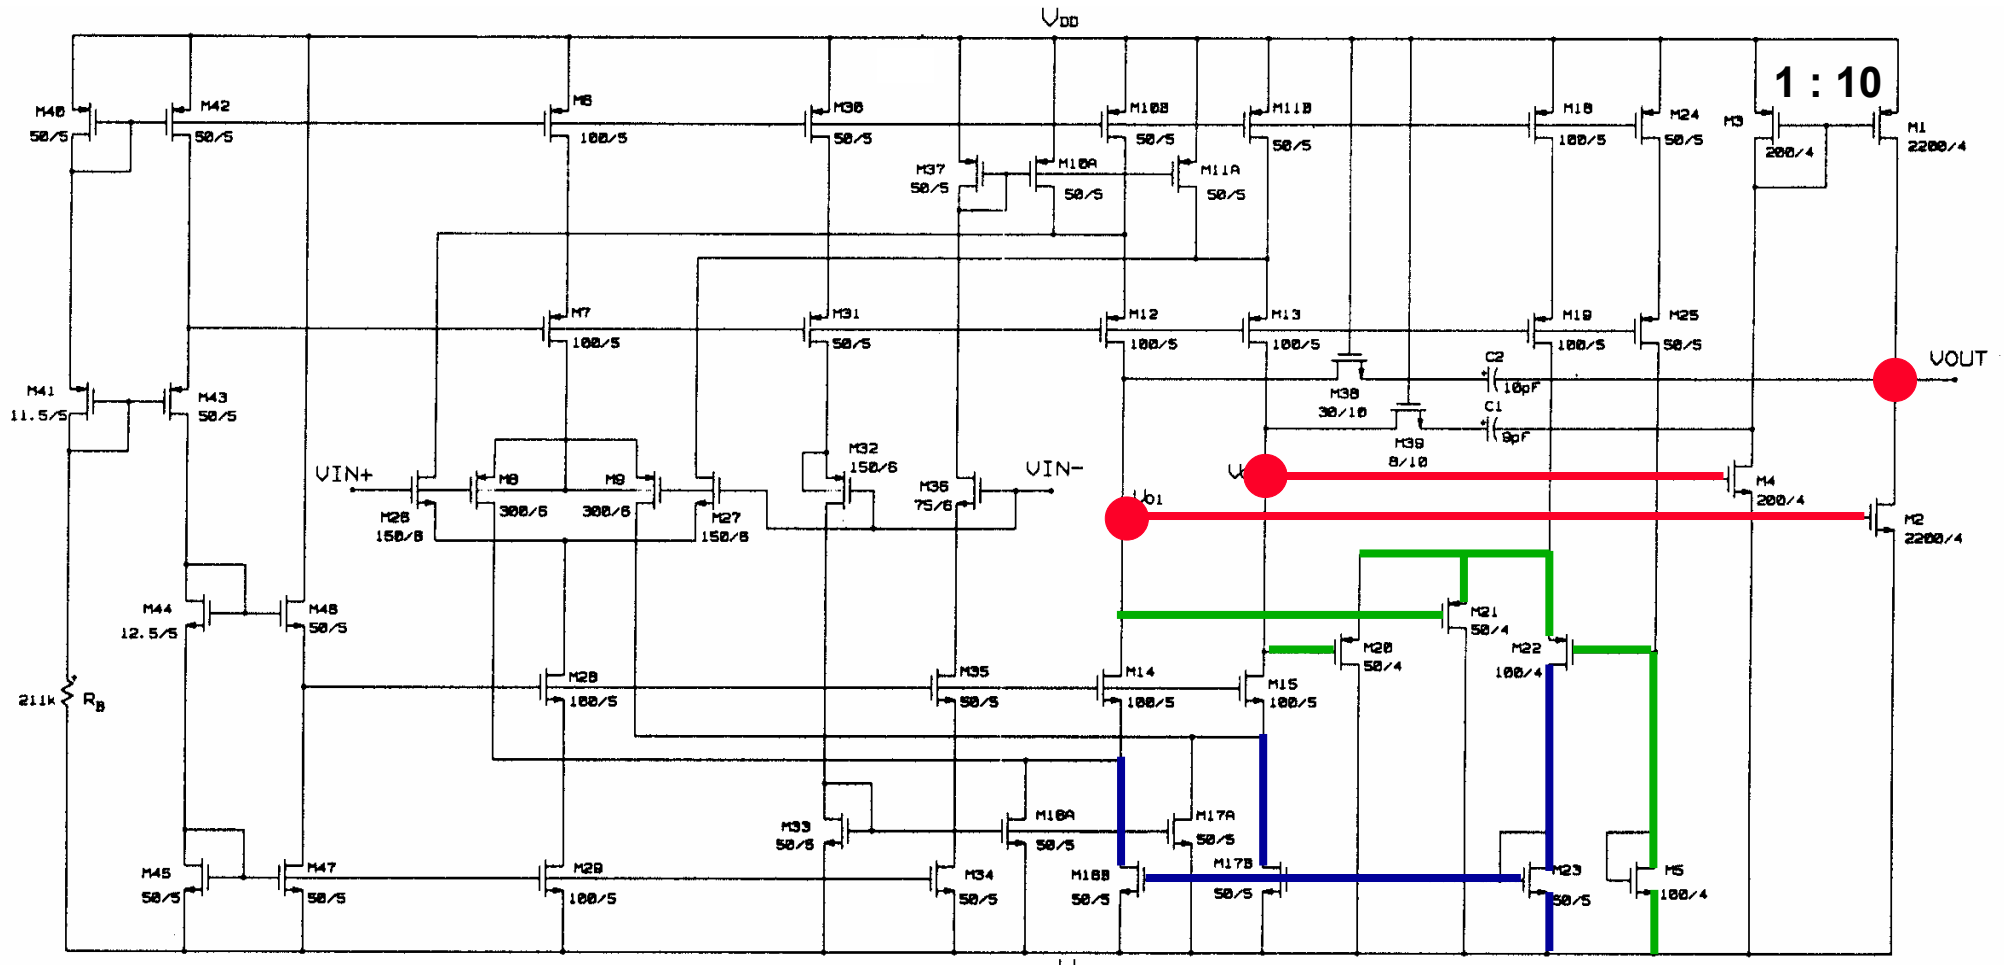 VDD
1 : 10
M40
50/5
M42
50/5
M6
100/5
M30
50/5
M10B
50/5
M11B
50/5
M18
100/5
M24
50/5
M3
200/4
M1
2200/4
M37
50/5
M10A
50/5
M11A
50/5
M7
100/5
M31
50/5
M12
100/5
M13
100/5
M19
100/5
M25
50/5
VOUT
M41
11.5/5
M43
50/5
M38
30/10
C2
10pF
M39
8/10
C1
9pF
VIN+
M26
150/6
M8
300/6
M9
300/6
M27
150/6
M32
150/6
M36
75/6
VIN-
M4
200/4
M2
2200/4
M44
12.5/5
M46
50/5
M21
50/4
M20
50/4
M22
100/4
211k
RB
M28
100/5
M35
50/5
M14
100/5
M15
100/5
M33
50/6
M16A
50/5
M17A
50/5
M45
50/5
M47
50/5
M29
100/5
M34
50/5
M16B
50/5
M17B
50/5
M23
50/5
M5
100/4